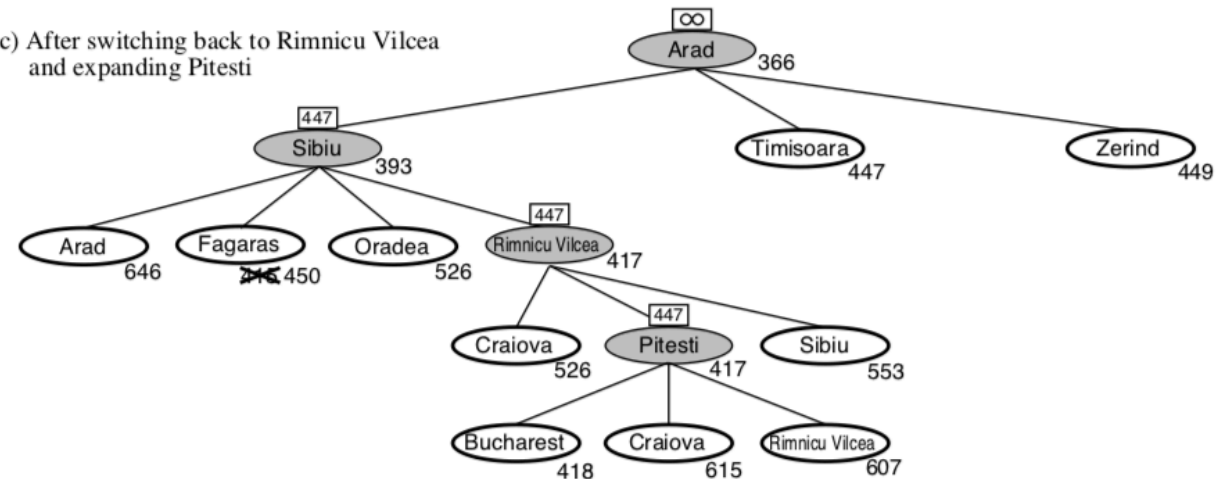 ∞
c) After switching back to Rimnicu Vilcea
Arad
and expanding Pitesti
366
447
Sibiu
Timisoara
Zerind
393
447
449
447
Arad
Fagaras
Oradea
Rimnicu Vilcea
646
450
526
417
447
Craiova
Pitesti
Sibiu
526
417
553
Bucharest
Craiova
Rimnicu Vilcea
418
615
607